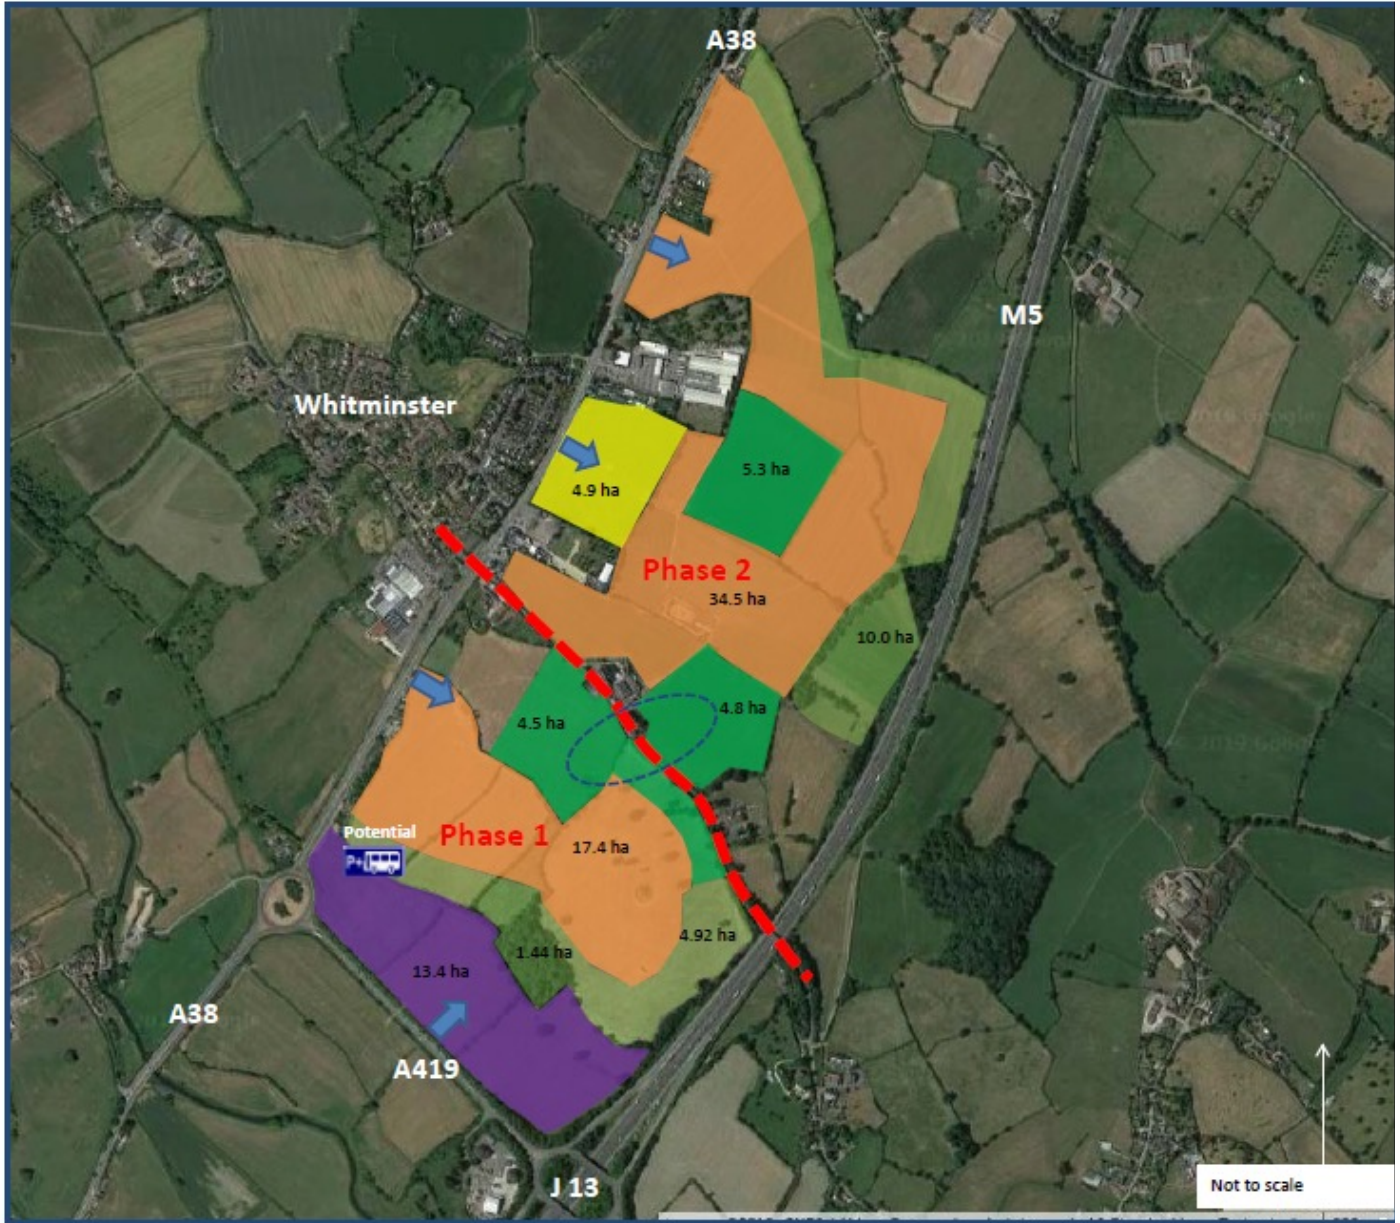 A38
M5
Whitminster
4.9 ha
5.3 ha
Phase 2
34.5 ha
10.0 ha
4.5 ha
4.8 ha
Potential
P+
Phase 1
17.4 ha
4.92 ha
1.44 ha
13.4 ha
A38
A419
J 13
Not to scale